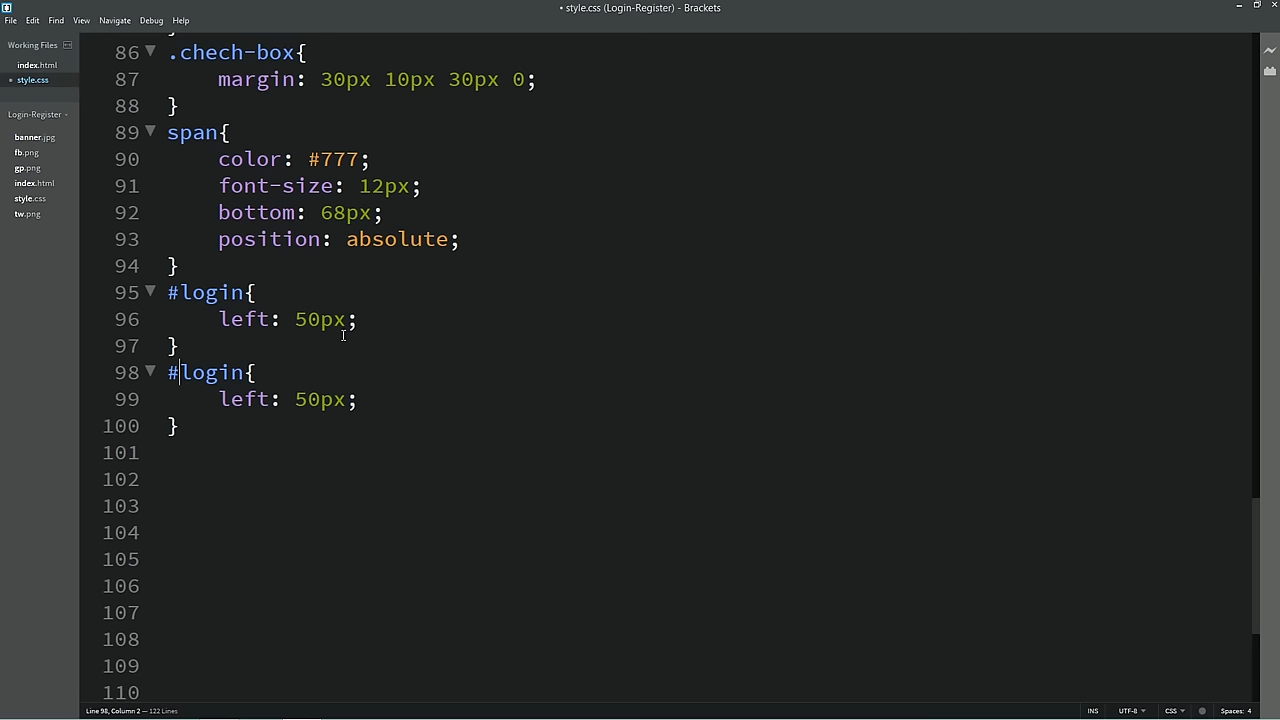 • style.css (Login-Register) - Brackets
File Edit Find View Navigate Debug Help
Working Files
index.html
• style.css
Login-Register
banner.jpg
fb.png
gp.png
index.html
style.css
tw.png
86 .chech-box{
87 margin: 30px 10px 30px 0;
88 }
89 span{
90 color: #777;
91 font-size: 12px;
92 bottom: 68px;
93 position: absolute;
94 }
95 #login{
96 left: 50px;
97 }
98 #login{
99 left: 50px;
100 }
101
102
103
104
105
106
107
108
109
110
Line 98, Column 2 — 122 Lines
INS UTF-8 CSS Spaces: 4